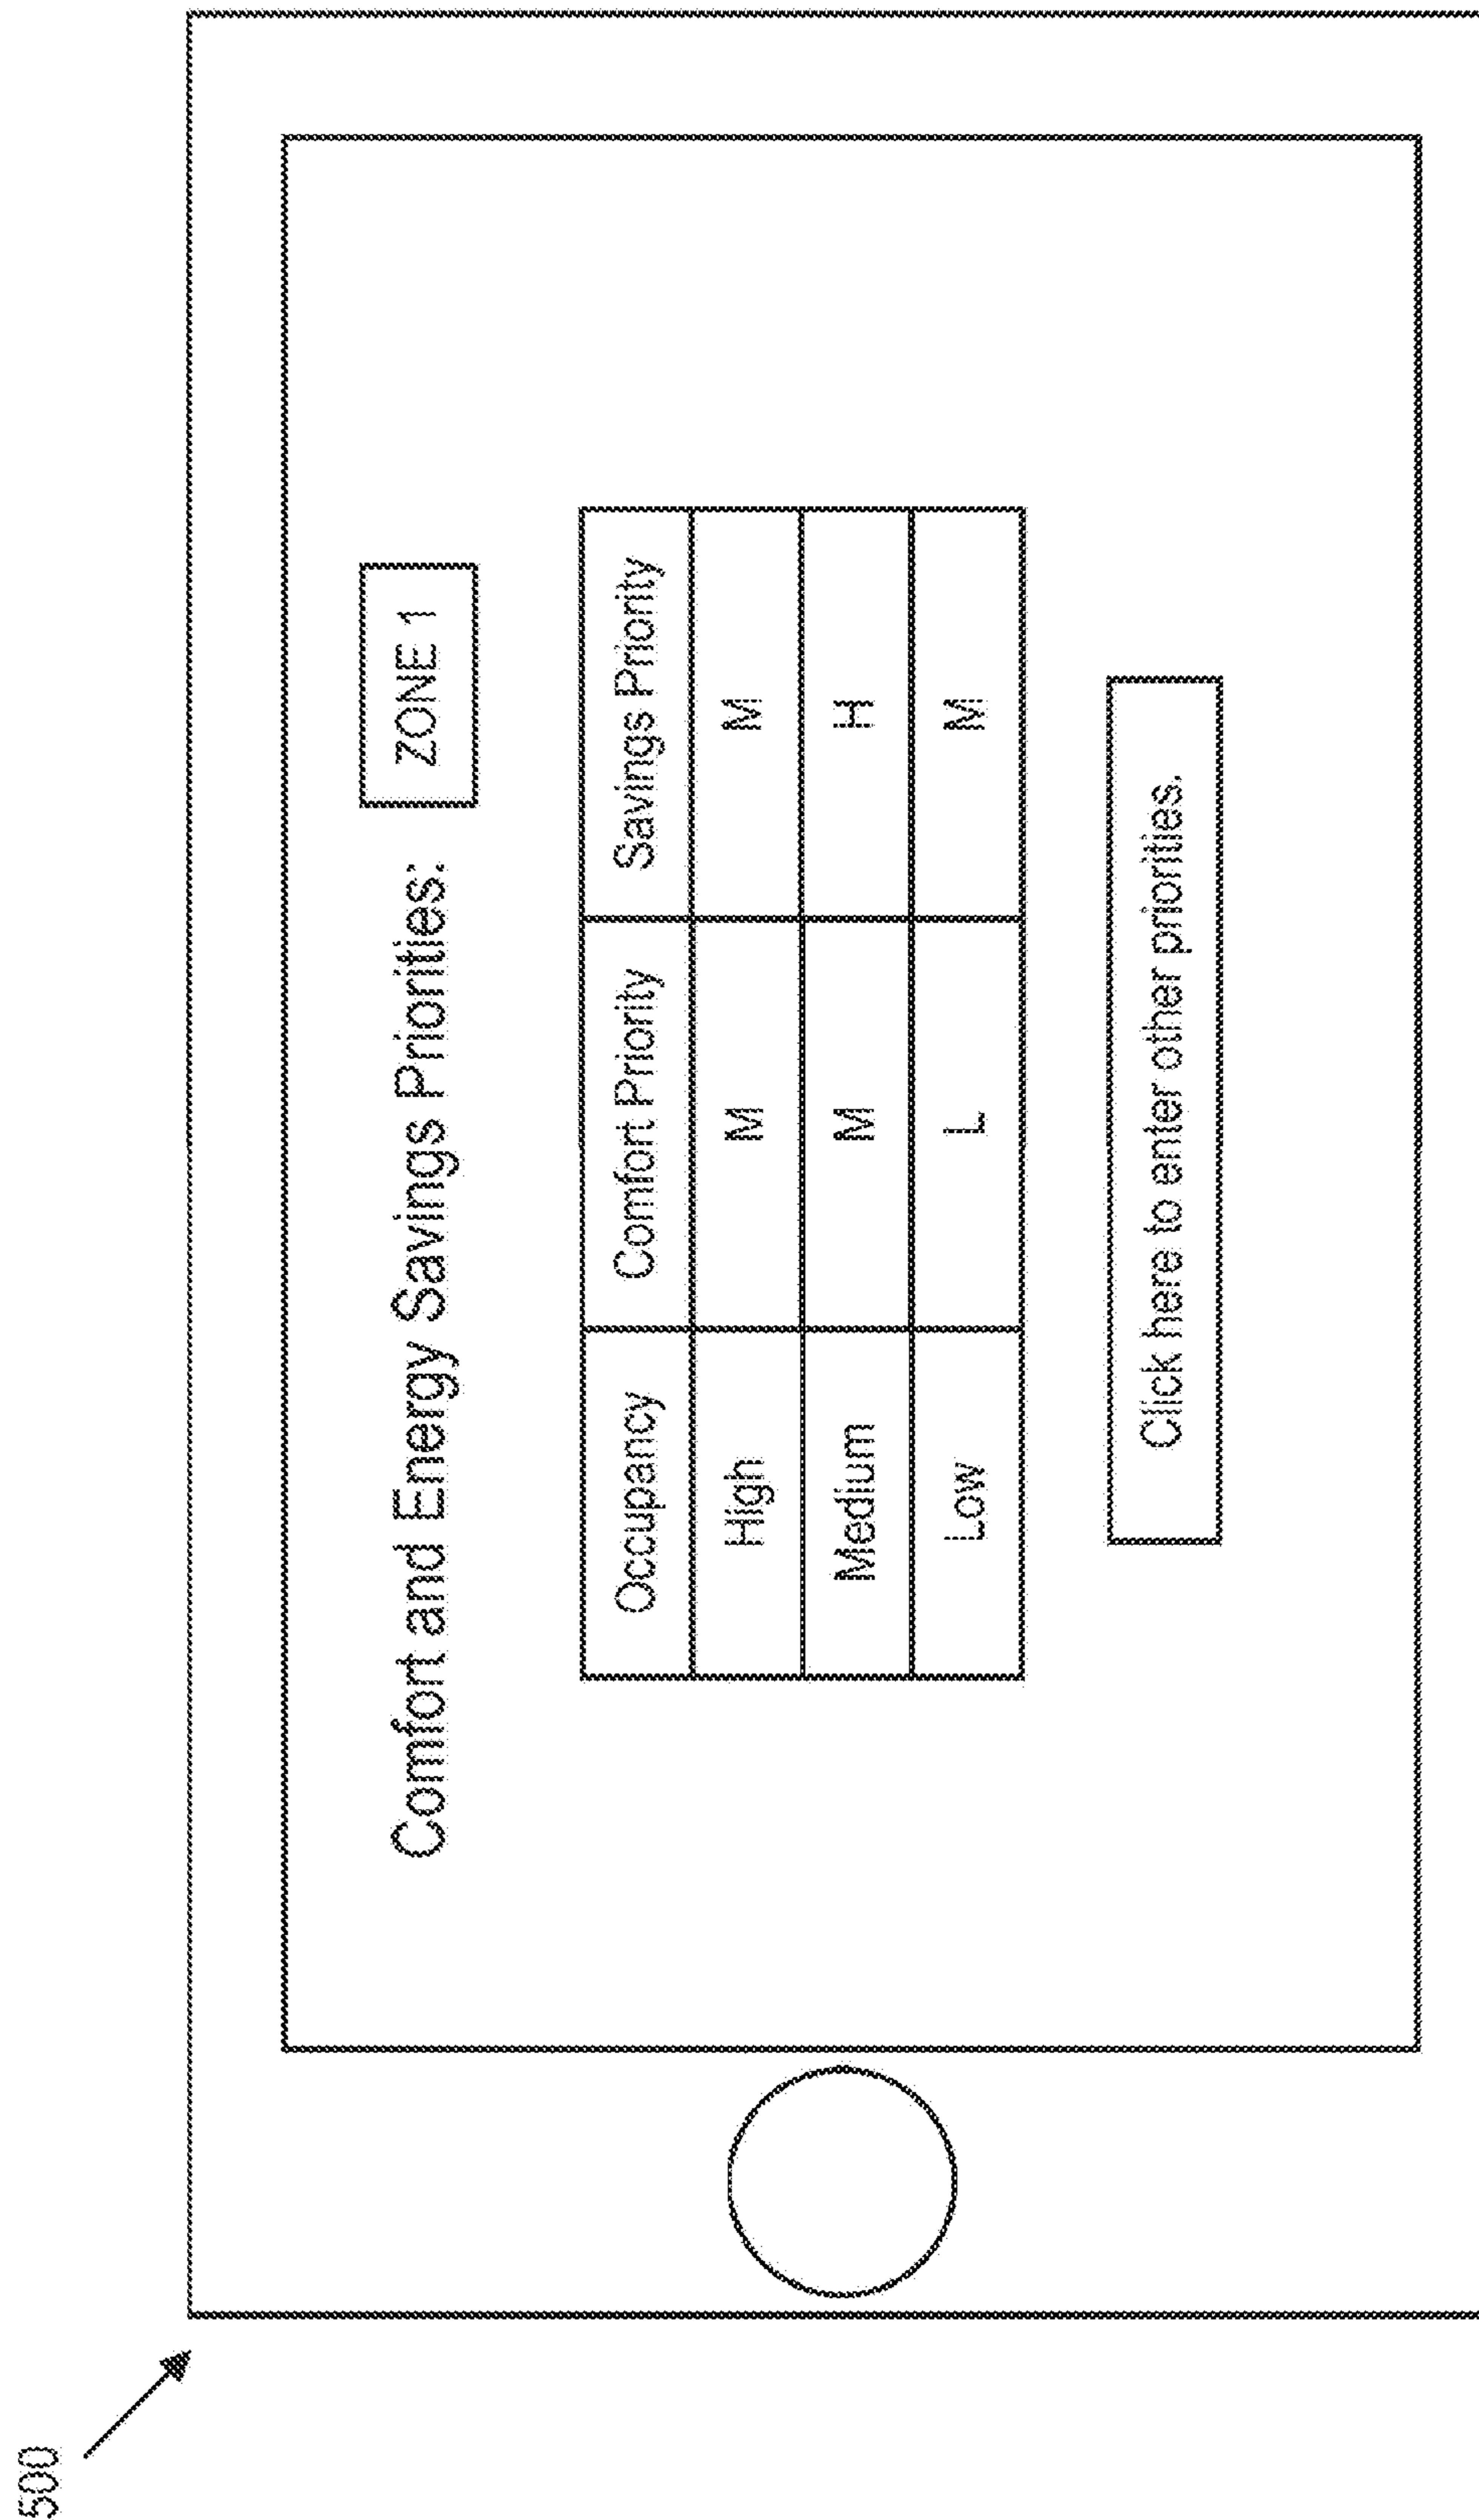 500
Comfort and Energy Savings Priorities: ZONE 1
Occupancy Comfort Priority Savings Priority
High M M
Medium M H
Low L M
Click here to enter other priorities.